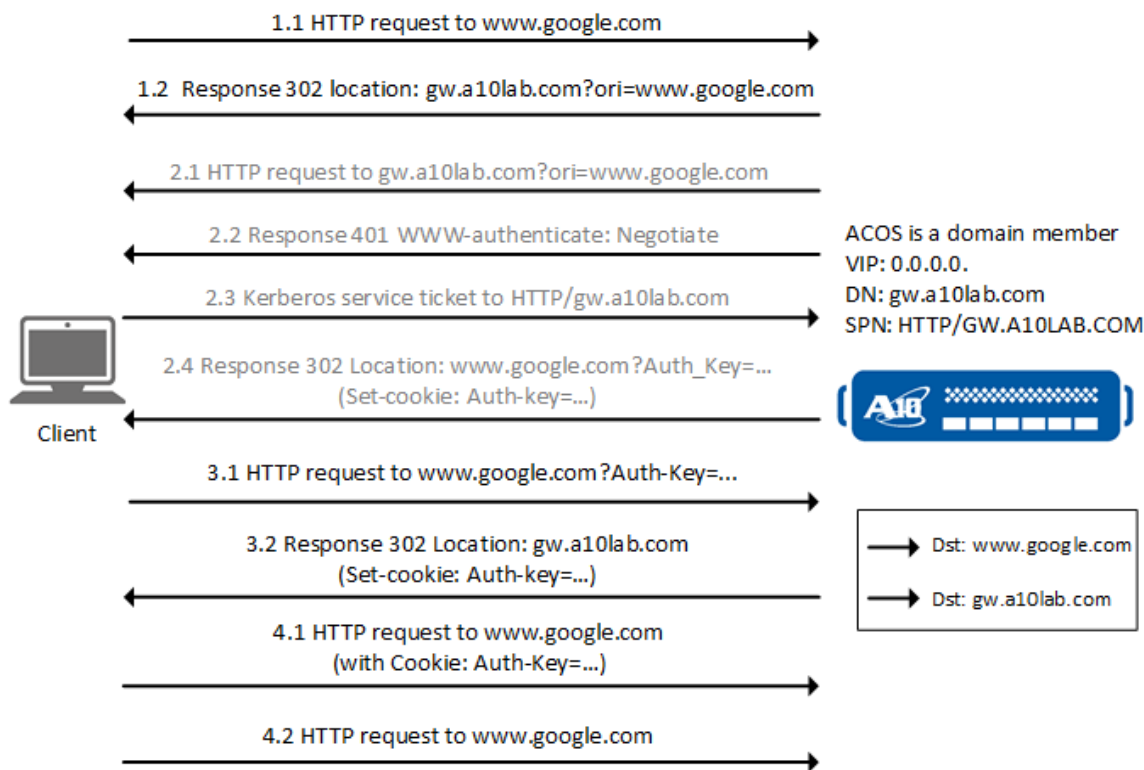 1.1 HTTP request to www.google.com
1.2 Response 302 location: gw.a10lab.com?ori=www.google.com
2.1 HTTP request to gw.a10lab.com?ori=www.google.com
2.2 Response 401 WWW-authenticate: Negotiate
2.3 Kerberos service ticket to HTTP/gw.a10lab.com
2.4 Response 302 Location: www.google.com?Auth_Key=...
(Set-cookie: Auth-key=...)
3.1 HTTP request to www.google.com?Auth-Key=...
3.2 Response 302 Location: gw.a10lab.com
(Set-cookie: Auth-key=...)
4.1 HTTP request to www.google.com
(with Cookie: Auth-Key=...)
4.2 HTTP request to www.google.com
Client
ACOS is a domain member
VIP: 0.0.0.0.
DN: gw.a10lab.com
SPN: HTTP/GW.A10LAB.COM
A10
Dst: www.google.com
Dst: gw.a10lab.com